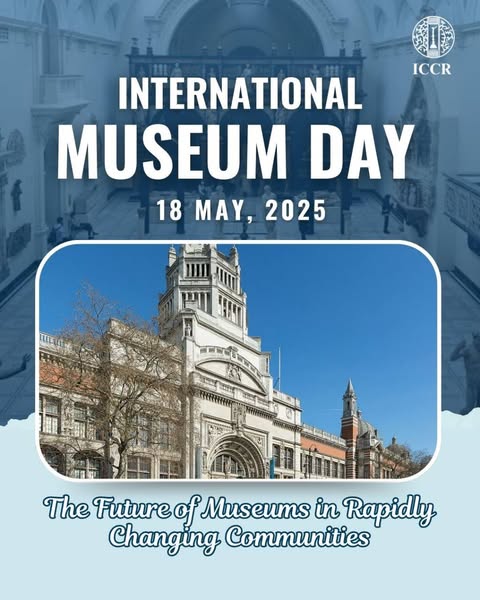 ICCR
INTERNATIONAL
MUSEUM DAY
18 MAY, 2025
The Future of Museums in Rapidly
Changing Communities